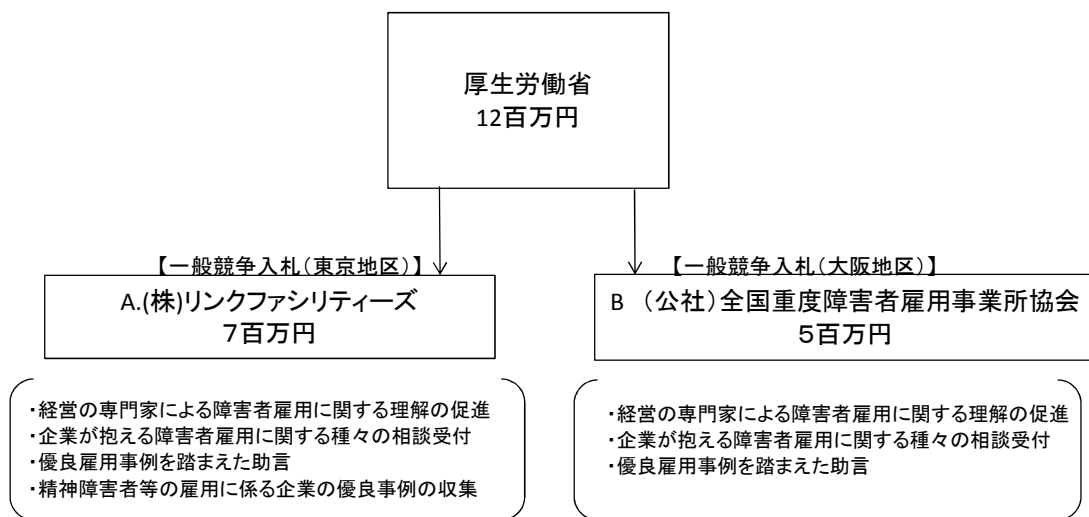 厚生労働省
12百万円
【一般競争入札（東京地区）】
A.(株)リンクファシリティーズ
７百万円
・経営の専門家による障害者雇用に関する理解の促進
・企業が抱える障害者雇用に関する種々の相談受付
・優良雇用事例を踏まえた助言
・精神障害者等の雇用に係る企業の優良事例の収集
【一般競争入札（大阪地区）】
B （公社）全国重度障害者雇用事業所協会
５百万円
・経営の専門家による障害者雇用に関する理解の促進
・企業が抱える障害者雇用に関する種々の相談受付
・優良雇用事例を踏まえた助言